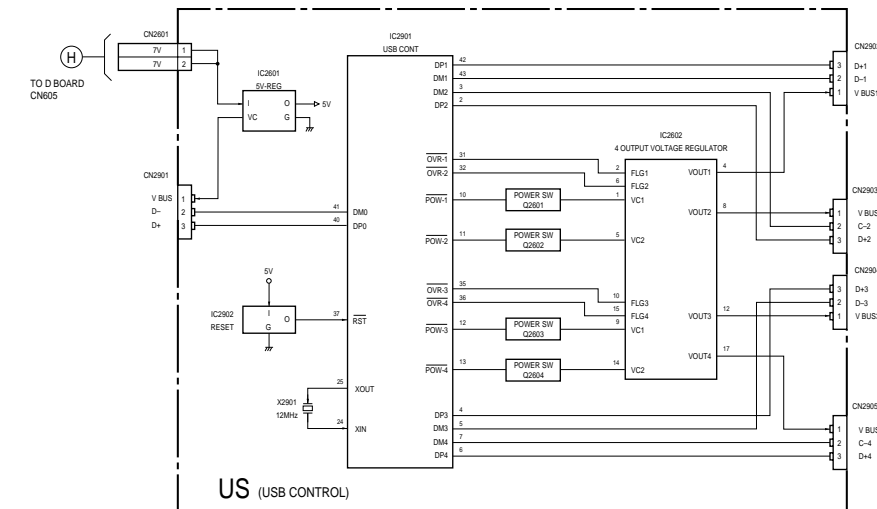 CN2601
H
7V 1
7V 2
TO D BOARD
CN605
IC2601
5V-REG
I O 5V
VC G
CN2901
V BUS 1
D– 2
D+ 3
5V
IC2902
RESET
I
O
G
X2901
12MHz
IC2901
USB CONT
DP1 42
DM1 43
DM2 3
DP2 2
OVR-1 31
OVR-2 32
POW-1 10
POW-2 11
41 DM0
40 DP0
OVR-3 35
OVR-4 36
37 RST
POW-3 12
POW-4 13
25 XOUT
24 XIN
DP3 4
DM3 5
DM4 7
DP4 6
POWER SW
Q2601
POWER SW
Q2602
POWER SW
Q2603
POWER SW
Q2604
IC2602
4 OUTPUT VOLTAGE REGULATOR
2 FLG1
6 FLG2
1 VC1
5 VC2
10 FLG3
15 FLG4
9 VC1
14 VC2
VOUT1 4
VOUT2 8
VOUT3 12
VOUT4 17
3 D+1
2 D–1
1 V BUS1
CN2903
1 V BUS
2 C–2
3 D+2
3 D+3
2 D–3
1 V BUS
CN2905
1 V BUS
2 C–4
3 D+4
US (USB CONTROL)